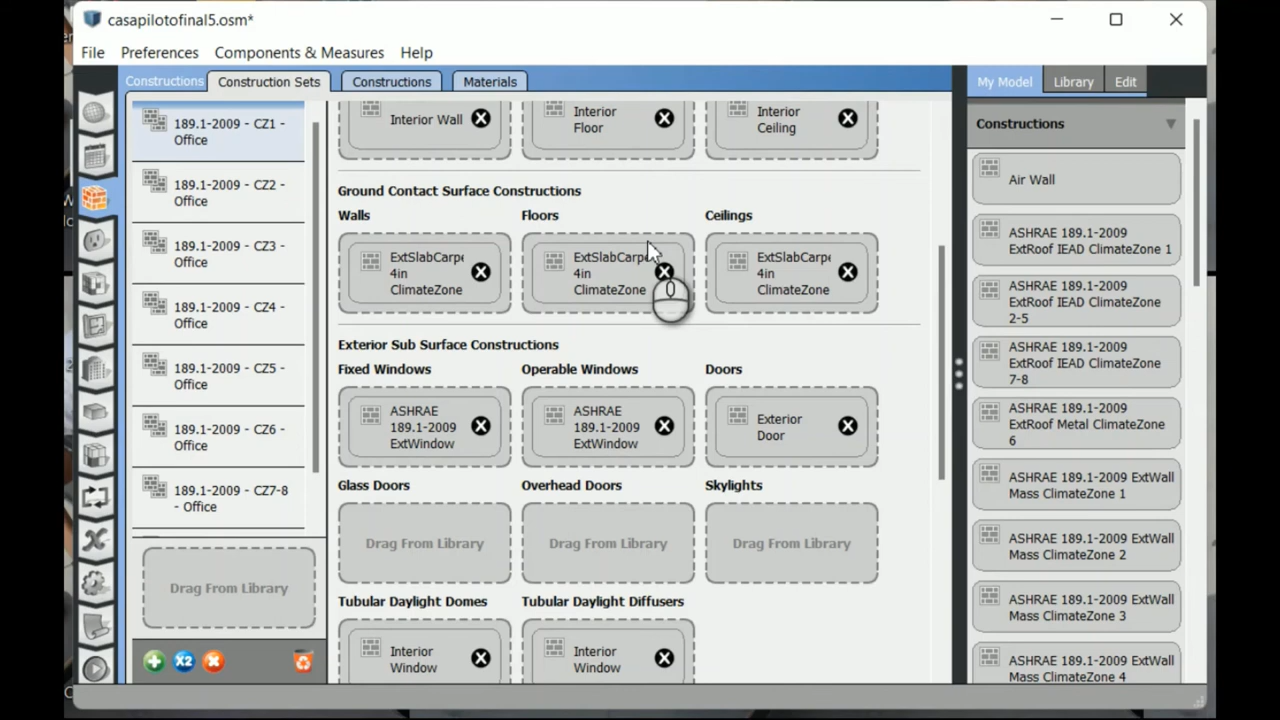 casapilotofinal5.osm*
File Preferences Components & Measures Help
Constructions Construction Sets Constructions Materials
My Model Library Edit
189.1-2009 - CZ1 -
Office
189.1-2009 - CZ2 -
Office
189.1-2009 - CZ3 -
Office
189.1-2009 - CZ4 -
Office
189.1-2009 - CZ5 -
Office
189.1-2009 - CZ6 -
Office
189.1-2009 - CZ7-8
- Office
Drag From Library
X2
Interior Wall
Interior
Floor
Interior
Ceiling
Ground Contact Surface Constructions
Walls Floors Ceilings
ExtSlabCarpe
4in
ClimateZone
ExtSlabCarpe
4in
ClimateZone
ExtSlabCarpe
4in
ClimateZone
Exterior Sub Surface Constructions
Fixed Windows Operable Windows Doors
ASHRAE
189.1-2009
ExtWindow
ASHRAE
189.1-2009
ExtWindow
Exterior
Door
Glass Doors Overhead Doors Skylights
Drag From Library Drag From Library Drag From Library
Tubular Daylight Domes Tubular Daylight Diffusers
Interior
Window
Interior
Window
Constructions
Air Wall
ASHRAE 189.1-2009
ExtRoof IEAD ClimateZone 1
ASHRAE 189.1-2009
ExtRoof IEAD ClimateZone
2-5
ASHRAE 189.1-2009
ExtRoof IEAD ClimateZone
7-8
ASHRAE 189.1-2009
ExtRoof Metal ClimateZone
6
ASHRAE 189.1-2009 ExtWall
Mass ClimateZone 1
ASHRAE 189.1-2009 ExtWall
Mass ClimateZone 2
ASHRAE 189.1-2009 ExtWall
Mass ClimateZone 3
ASHRAE 189.1-2009 ExtWall
Mass ClimateZone 4